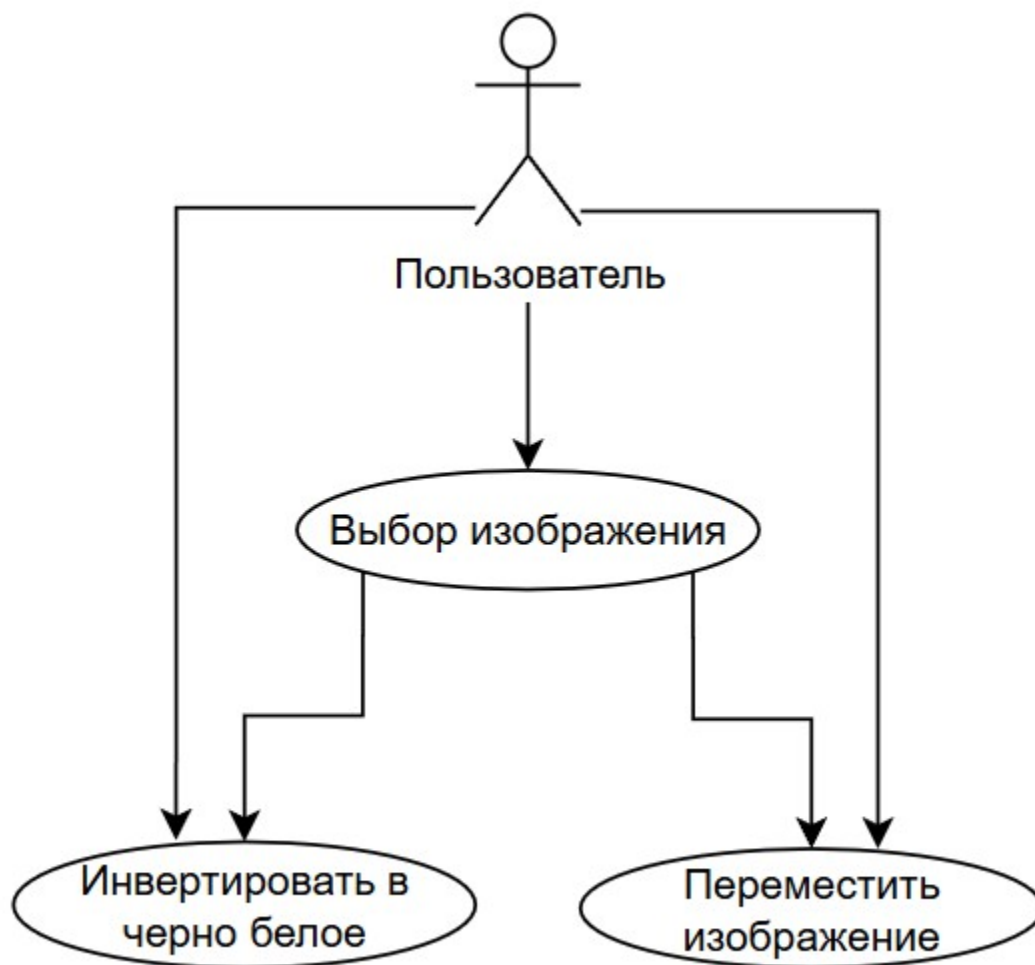 Пользователь
Выбор изображения
Инвертировать в
черно белое
Переместить
изображение